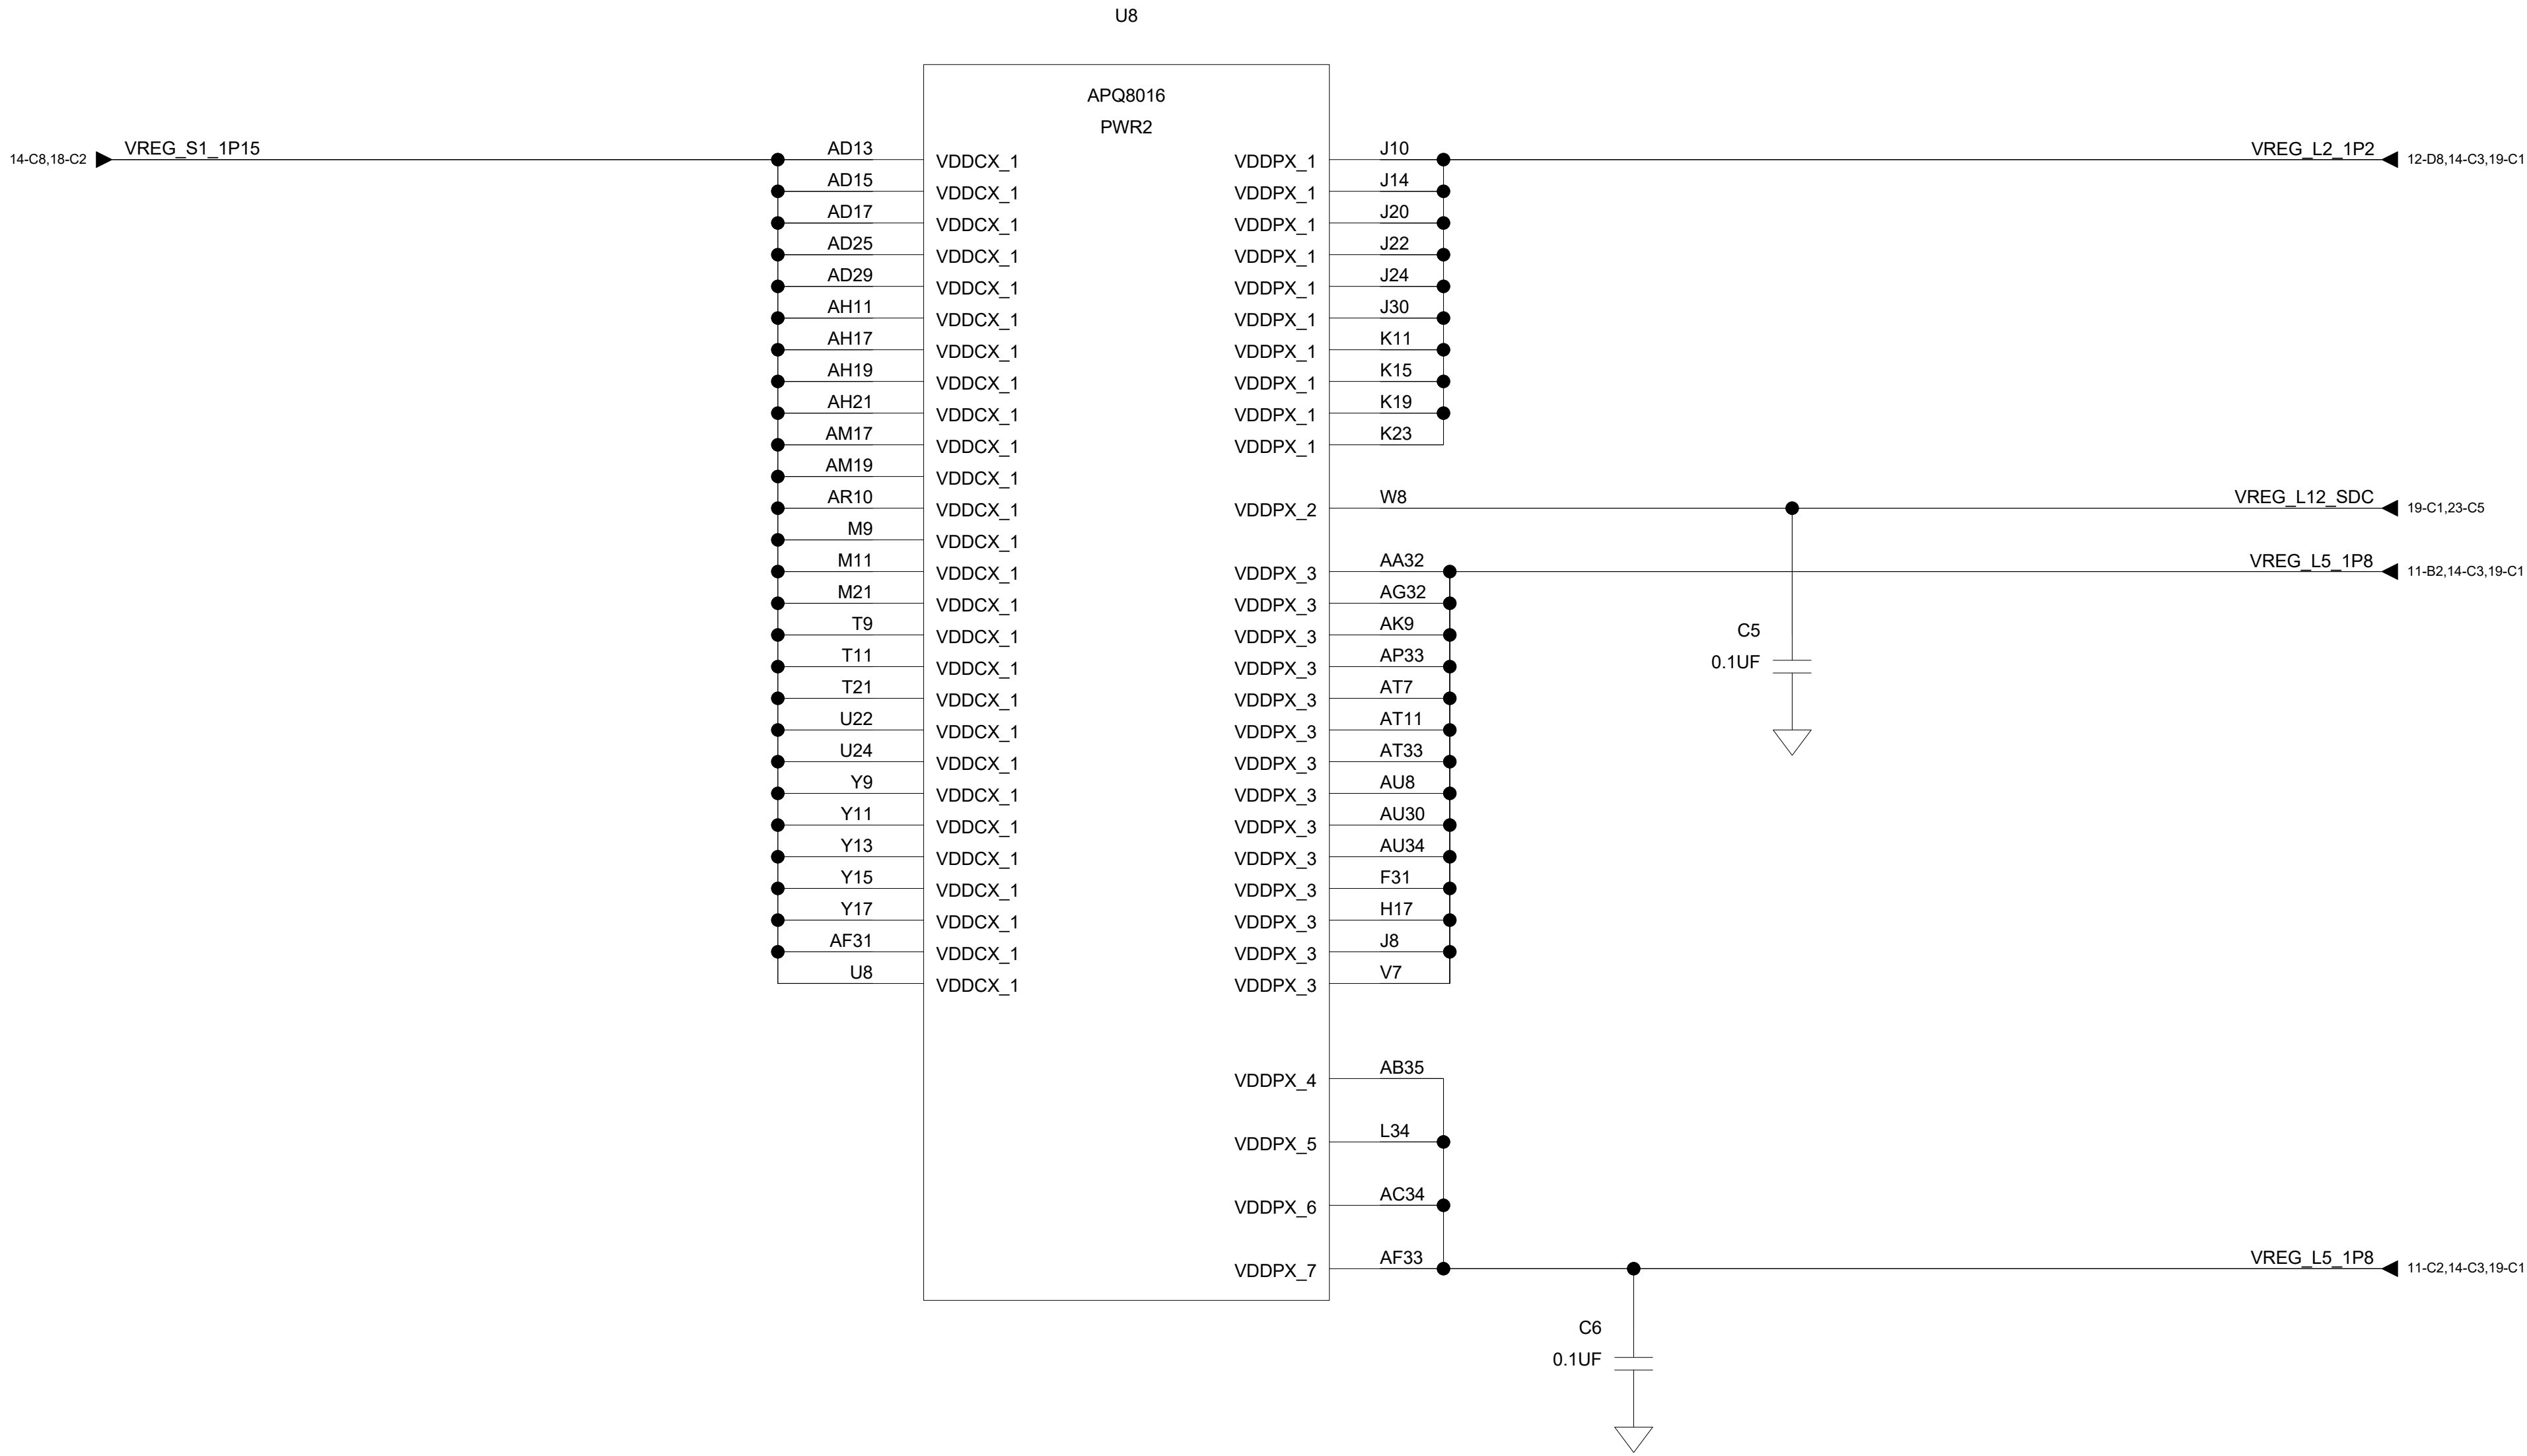 U8
APQ8016
PWR2
14-C8,18-C2 VREG_S1_1P15 AD13 VDDCX_1 VDDPX_1 J10 VREG_L2_1P2 12-D8,14-C3,19-C1
AD15 VDDCX_1 VDDPX_1 J14
AD17 VDDCX_1 VDDPX_1 J20
AD25 VDDCX_1 VDDPX_1 J22
AD29 VDDCX_1 VDDPX_1 J24
AH11 VDDCX_1 VDDPX_1 J30
AH17 VDDCX_1 VDDPX_1 K11
AH19 VDDCX_1 VDDPX_1 K15
AH21 VDDCX_1 VDDPX_1 K19
AM17 VDDCX_1 VDDPX_1 K23
AM19 VDDCX_1
AR10 VDDCX_1 VDDPX_2 W8 VREG_L12_SDC 19-C1,23-C5
M9 VDDCX_1
M11 VDDCX_1 VDDPX_3 AA32 VREG_L5_1P8 11-B2,14-C3,19-C1
M21 VDDCX_1 VDDPX_3 AG32
T9 VDDCX_1 VDDPX_3 AK9 C5
T11 VDDCX_1 VDDPX_3 AP33 0.1UF
T21 VDDCX_1 VDDPX_3 AT7
U22 VDDCX_1 VDDPX_3 AT11
U24 VDDCX_1 VDDPX_3 AT33
Y9 VDDCX_1 VDDPX_3 AU8
Y11 VDDCX_1 VDDPX_3 AU30
Y13 VDDCX_1 VDDPX_3 AU34
Y15 VDDCX_1 VDDPX_3 F31
Y17 VDDCX_1 VDDPX_3 H17
AF31 VDDCX_1 VDDPX_3 J8
U8 VDDCX_1 VDDPX_3 V7
VDDPX_4 AB35
VDDPX_5 L34
VDDPX_6 AC34
VDDPX_7 AF33 VREG_L5_1P8 11-C2,14-C3,19-C1
C6
0.1UF